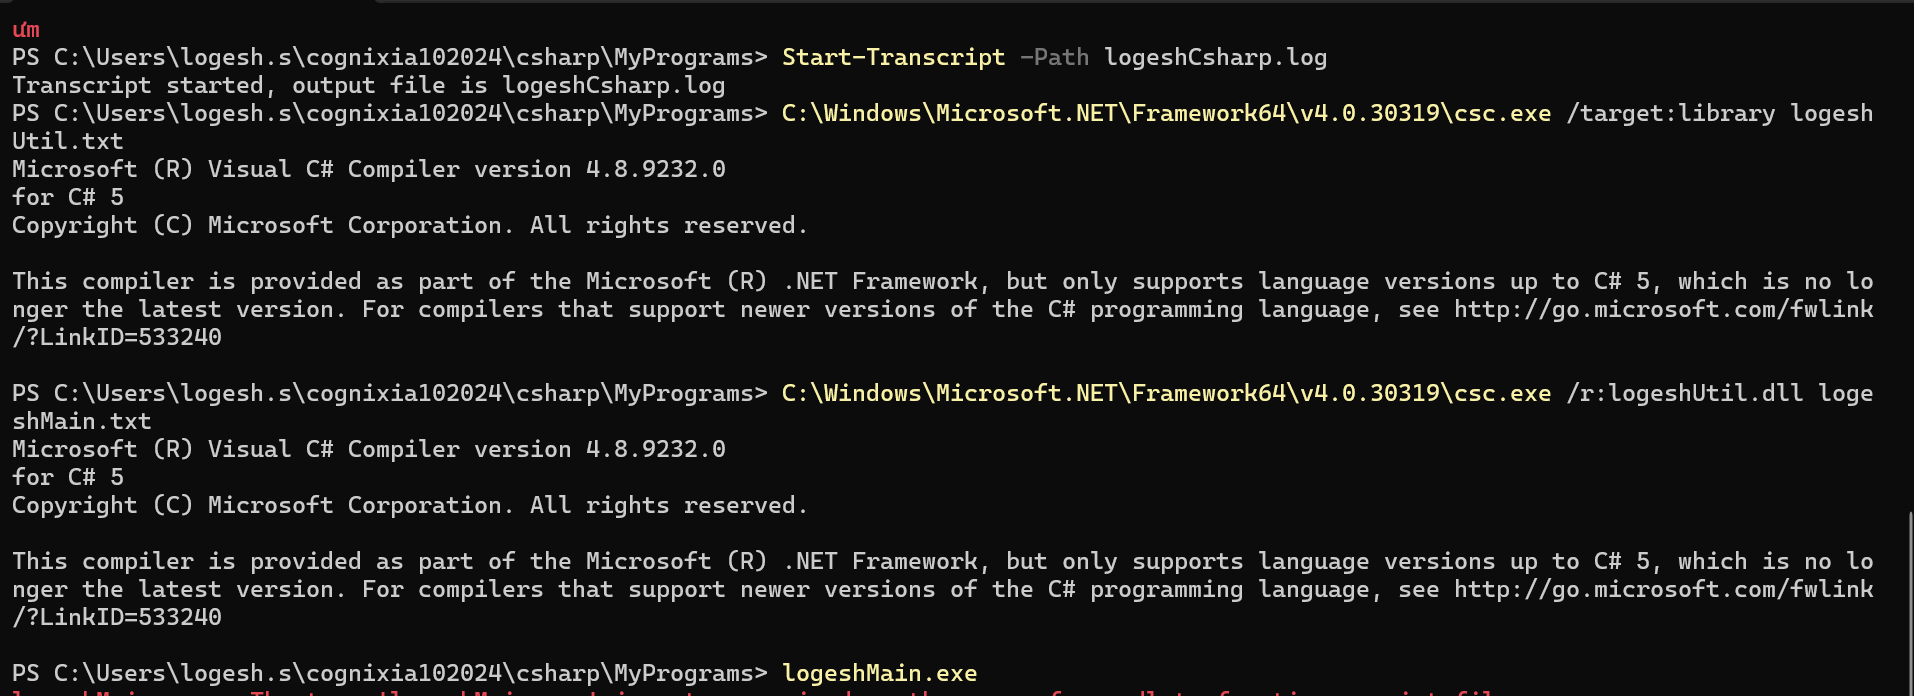 ưm
PS C:\Users\logesh.s\cognixia102024\csharp\MyPrograms> Start-Transcript -Path logeshCsharp.log
Transcript started, output file is logeshCsharp.log
PS C:\Users\logesh.s\cognixia102024\csharp\MyPrograms> C:\Windows\Microsoft.NET\Framework64\v4.0.30319\csc.exe /target:library logesh
Util.txt
Microsoft (R) Visual C# Compiler version 4.8.9232.0
for C# 5
Copyright (C) Microsoft Corporation. All rights reserved.
This compiler is provided as part of the Microsoft (R) .NET Framework, but only supports language versions up to C# 5, which is no lo
nger the latest version. For compilers that support newer versions of the C# programming language, see http://go.microsoft.com/fwlink
/?LinkID=533240
PS C:\Users\logesh.s\cognixia102024\csharp\MyPrograms> C:\Windows\Microsoft.NET\Framework64\v4.0.30319\csc.exe /r:logeshUtil.dll loge
shMain.txt
Microsoft (R) Visual C# Compiler version 4.8.9232.0
for C# 5
Copyright (C) Microsoft Corporation. All rights reserved.
This compiler is provided as part of the Microsoft (R) .NET Framework, but only supports language versions up to C# 5, which is no lo
nger the latest version. For compilers that support newer versions of the C# programming language, see http://go.microsoft.com/fwlink
/?LinkID=533240
PS C:\Users\logesh.s\cognixia102024\csharp\MyPrograms> logeshMain.exe